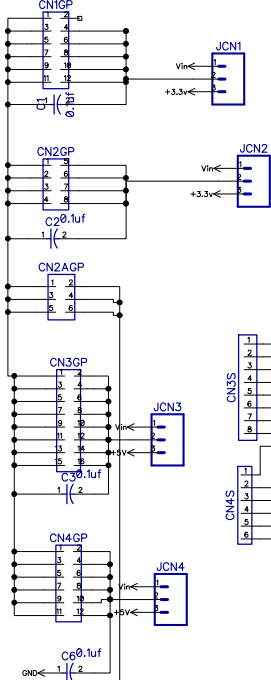 CN1GP
1 2
3 4
5 6
7 8
9 10
11 12
C1
0.1uf
JCN1
Vin 1
2
+3.3v 3
CN2GP
1 5
2 6
3 7
4 8
1 C2 2 0.1uf
JCN2
Vin 1
2
+3.3v 3
CN2AGP
1 2
3 4
5 6
CN3GP
1 2
3 4
5 6
7 8
9 10
11 12
13 14
15 16
1 C3 2 0.1uf
JCN3
Vin 1
2
+5V 3
CN3S
1
2
3
4
5
6
7
8
CN4S
1
2
3
4
5
6
CN4GP
1 2
3 4
5 6
7 8
9 10
11 12
JCN4
Vin 1
2
+5V 3
GND 1 C6 2 0.1uf